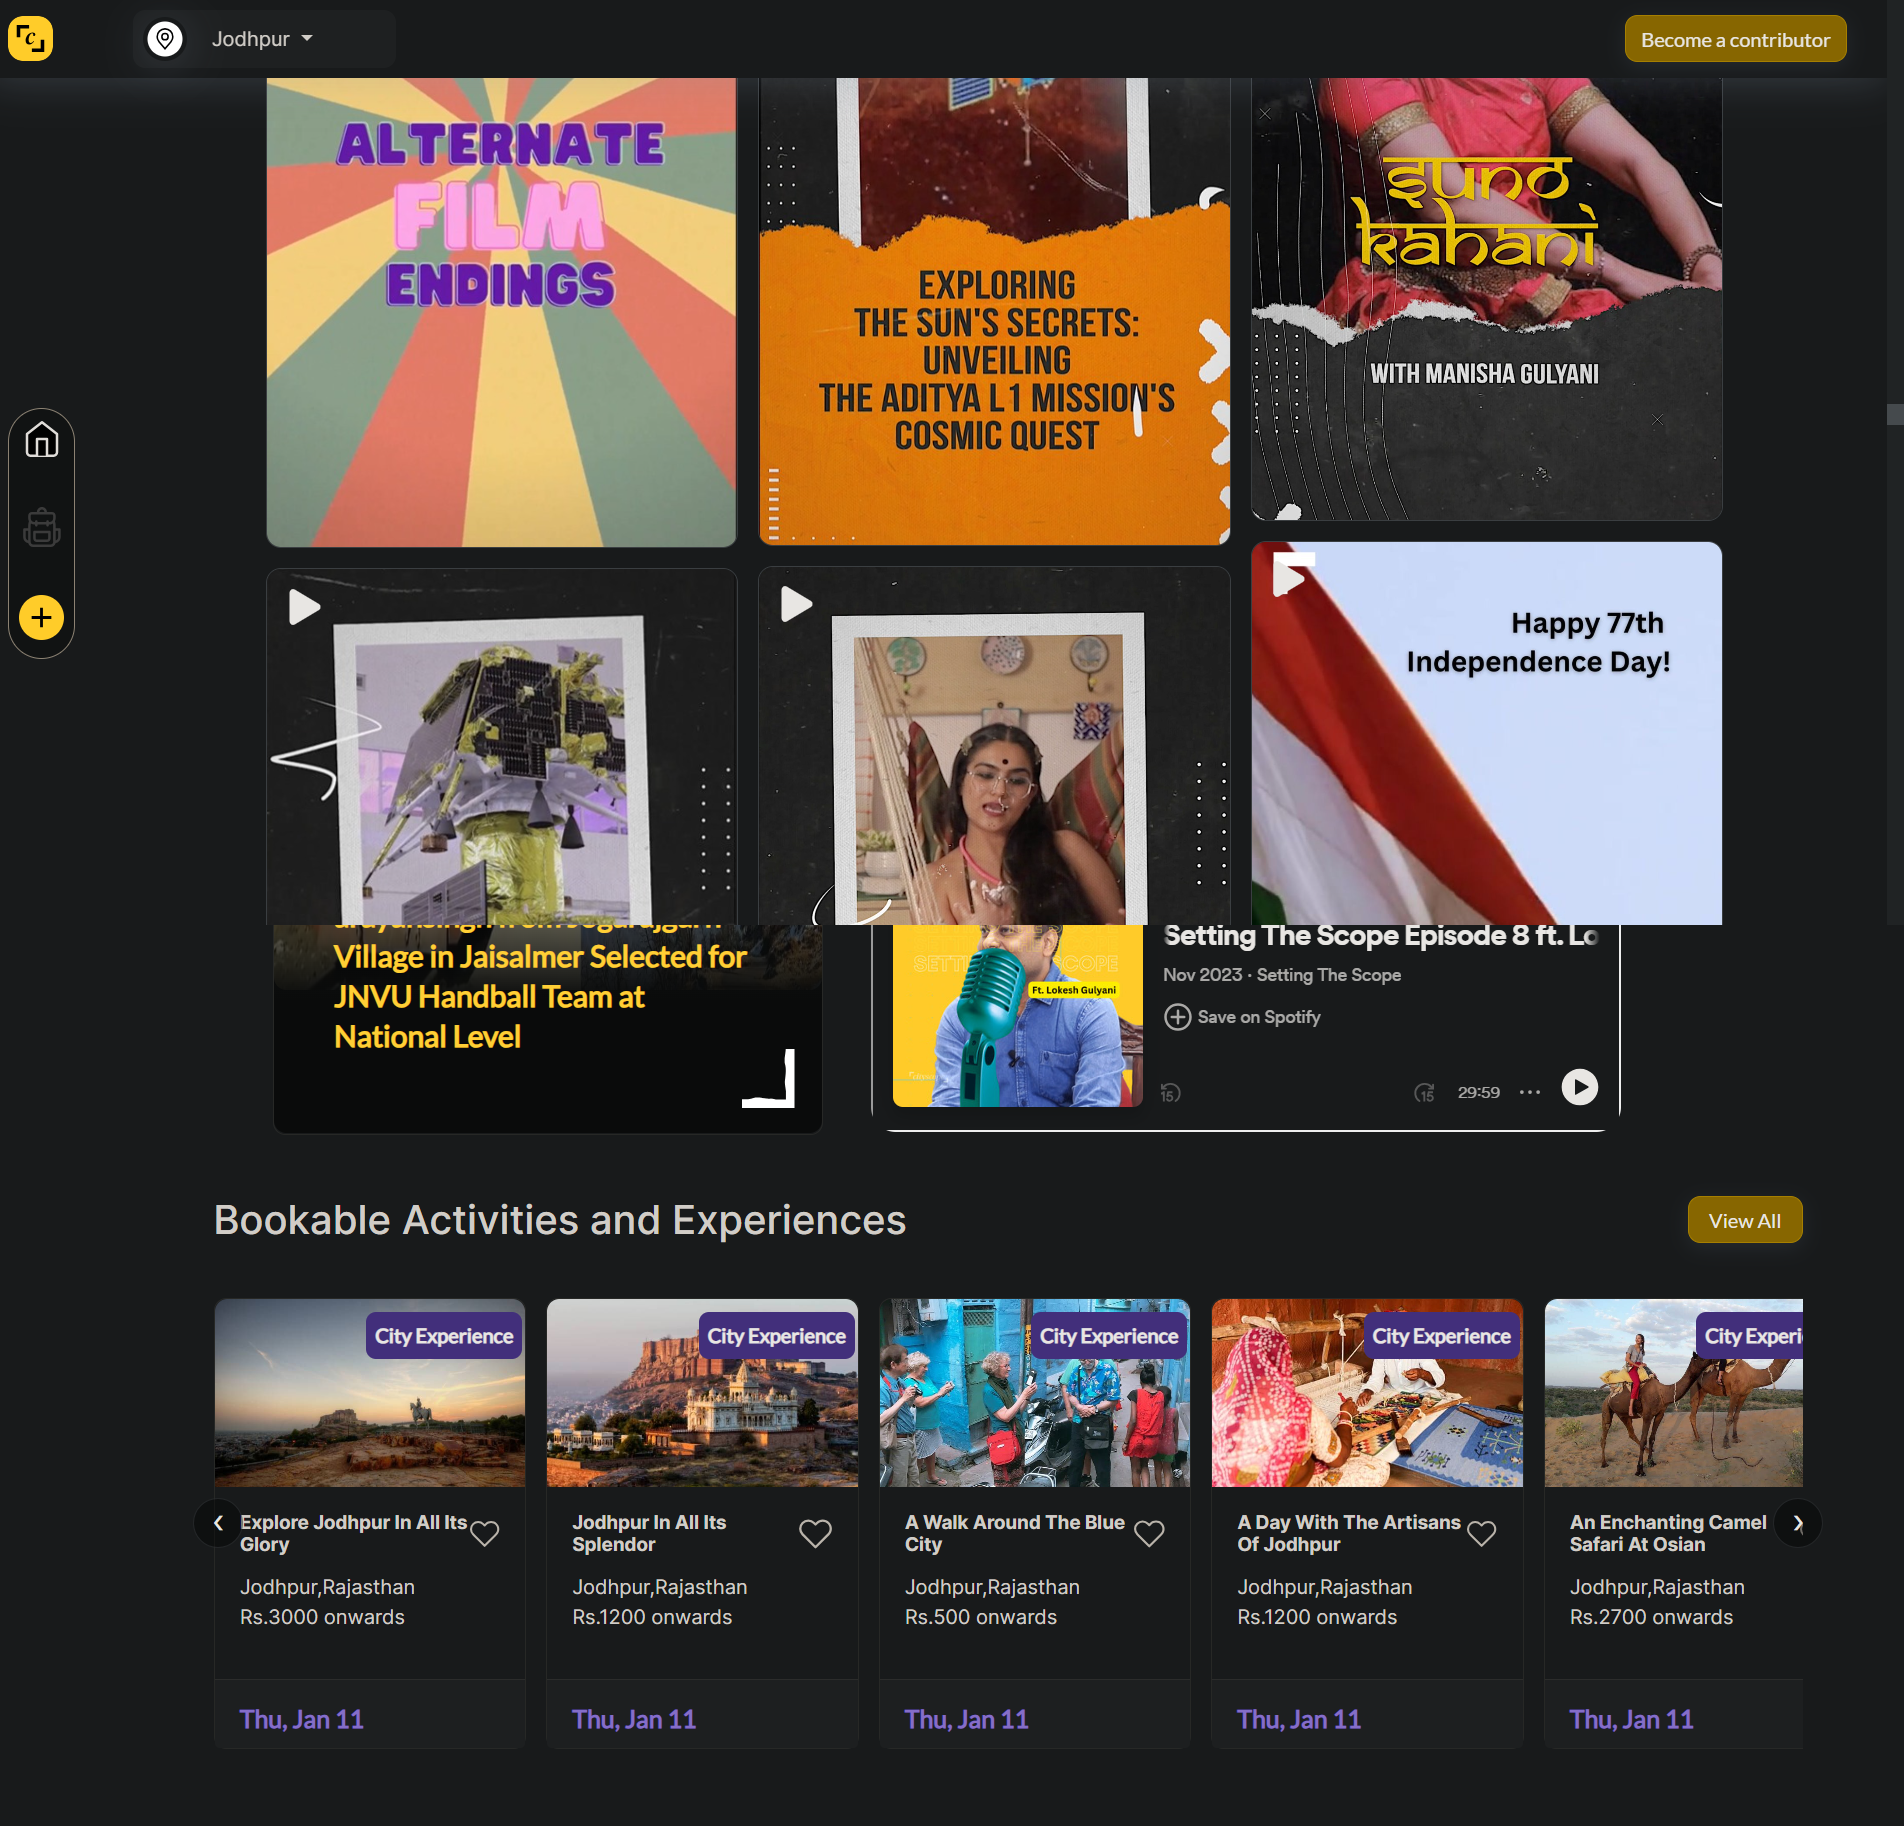 Jodhpur
Become a contributor
ALTERNATE
FILM
ENDINGS
EXPLORING
THE SUN'S SECRETS:
UNVEILING
THE ADITYA L1 MISSION'S
COSMIC QUEST
suno
kahani
WITH MANISHA GULYANI
Happy 77th
Independence Day!
Village in Jaisalmer Selected for
JNVU Handball Team at
National Level
Setting The Scope Episode 8 ft. Lo
Nov 2023 · Setting The Scope
Ft. Lokesh Gulyani
Save on Spotify
15
15
29:59
Bookable Activities and Experiences
View All
City Experience
City Experience
City Experience
City Experience
City Experi
Explore Jodhpur In All Its
Glory
Jodhpur,Rajasthan
Rs.3000 onwards
Thu, Jan 11
Jodhpur In All Its
Splendor
Jodhpur,Rajasthan
Rs.1200 onwards
Thu, Jan 11
A Walk Around The Blue
City
Jodhpur,Rajasthan
Rs.500 onwards
Thu, Jan 11
A Day With The Artisans
Of Jodhpur
Jodhpur,Rajasthan
Rs.1200 onwards
Thu, Jan 11
An Enchanting Camel
Safari At Osian
Jodhpur,Rajasthan
Rs.2700 onwards
Thu, Jan 11